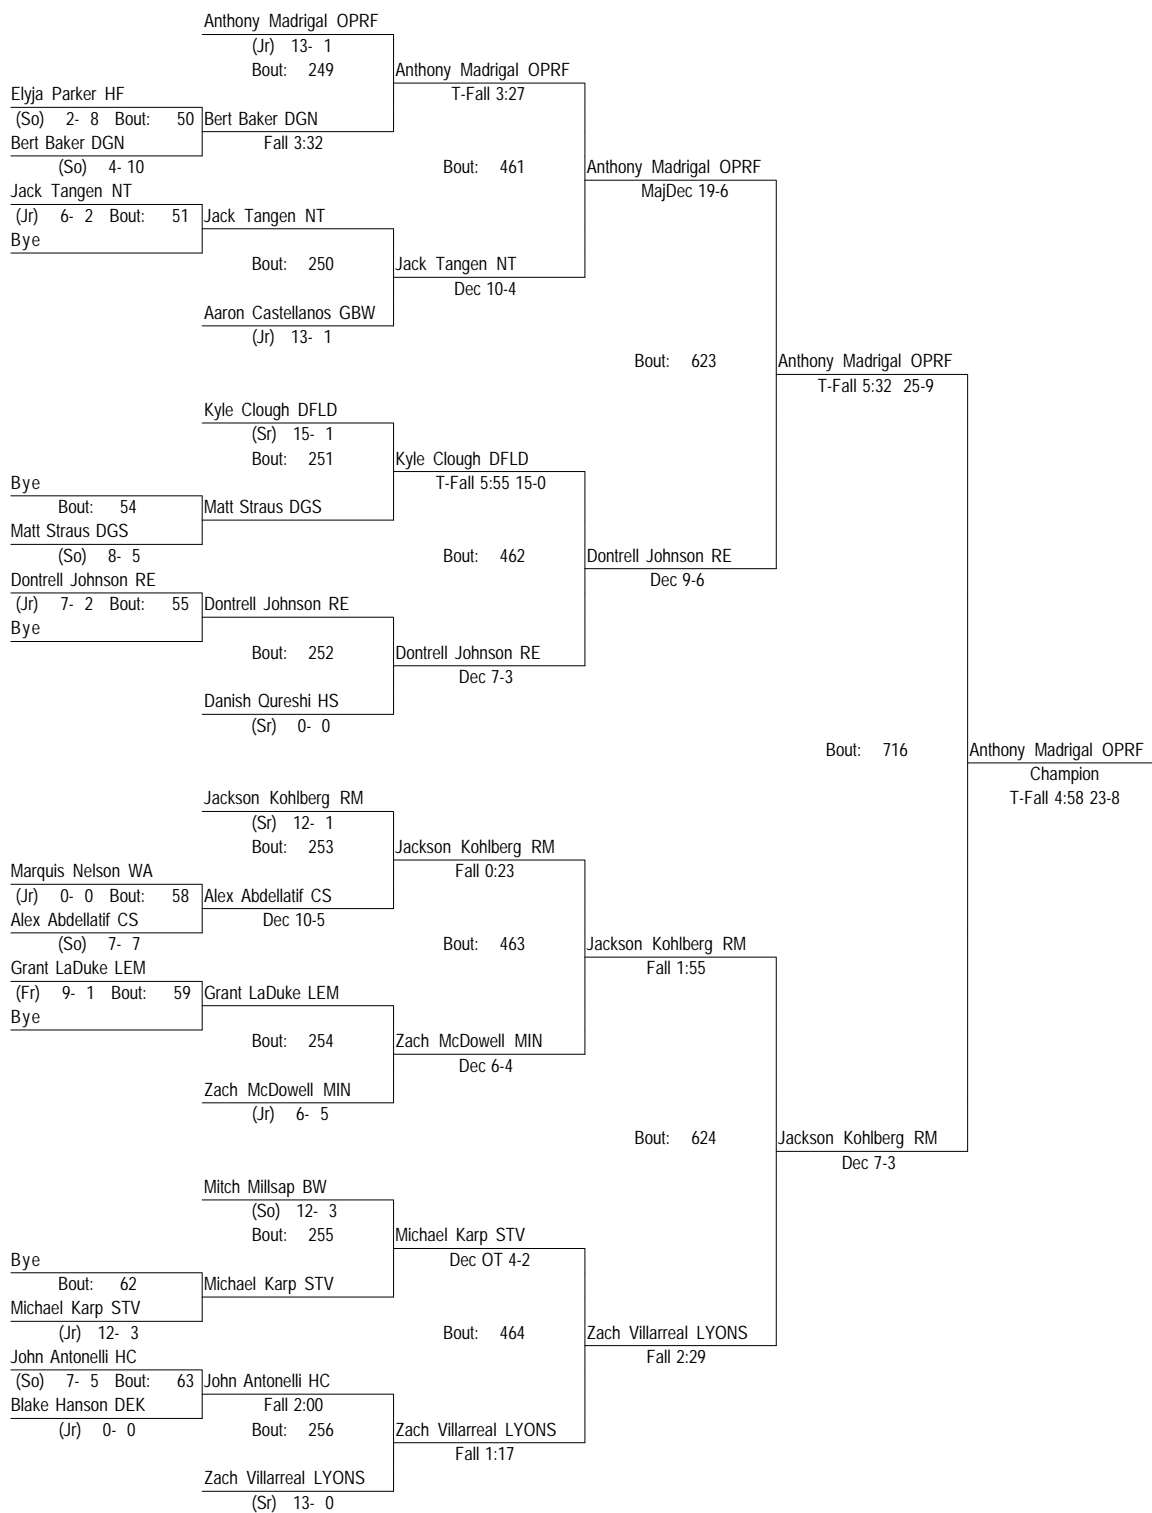 Anthony Madrigal OPRF
(Jr) 13- 1
Bout: 249
Anthony Madrigal OPRF
T-Fall 3:27
Elyja Parker HF
(So) 2- 8 Bout: 50
Bert Baker DGN
Fall 3:32
Bert Baker DGN
(So) 4- 10
Bout: 461
Anthony Madrigal OPRF
MajDec 19-6
Jack Tangen NT
(Jr) 6- 2 Bout: 51
Jack Tangen NT
Bye
Bout: 250
Jack Tangen NT
Dec 10-4
Aaron Castellanos GBW
(Jr) 13- 1
Bout: 623
Anthony Madrigal OPRF
T-Fall 5:32 25-9
Kyle Clough DFLD
(Sr) 15- 1
Bout: 251
Kyle Clough DFLD
T-Fall 5:55 15-0
Bye
Bout: 54
Matt Straus DGS
Matt Straus DGS
(So) 8- 5
Bout: 462
Dontrell Johnson RE
Dec 9-6
Dontrell Johnson RE
(Jr) 7- 2 Bout: 55
Dontrell Johnson RE
Bye
Bout: 252
Dontrell Johnson RE
Dec 7-3
Danish Qureshi HS
(Sr) 0- 0
Bout: 716
Anthony Madrigal OPRF
Champion
T-Fall 4:58 23-8
Jackson Kohlberg RM
(Sr) 12- 1
Bout: 253
Jackson Kohlberg RM
Fall 0:23
Marquis Nelson WA
(Jr) 0- 0 Bout: 58
Alex Abdellatif CS
Dec 10-5
Alex Abdellatif CS
(So) 7- 7
Bout: 463
Jackson Kohlberg RM
Fall 1:55
Grant LaDuke LEM
(Fr) 9- 1 Bout: 59
Grant LaDuke LEM
Bye
Bout: 254
Zach McDowell MIN
Dec 6-4
Zach McDowell MIN
(Jr) 6- 5
Bout: 624
Jackson Kohlberg RM
Dec 7-3
Mitch Millsap BW
(So) 12- 3
Bout: 255
Michael Karp STV
Dec OT 4-2
Bye
Bout: 62
Michael Karp STV
Michael Karp STV
(Jr) 12- 3
Bout: 464
Zach Villarreal LYONS
Fall 2:29
John Antonelli HC
(So) 7- 5 Bout: 63
John Antonelli HC
Fall 2:00
Blake Hanson DEK
(Jr) 0- 0
Bout: 256
Zach Villarreal LYONS
Fall 1:17
Zach Villarreal LYONS
(Sr) 13- 0